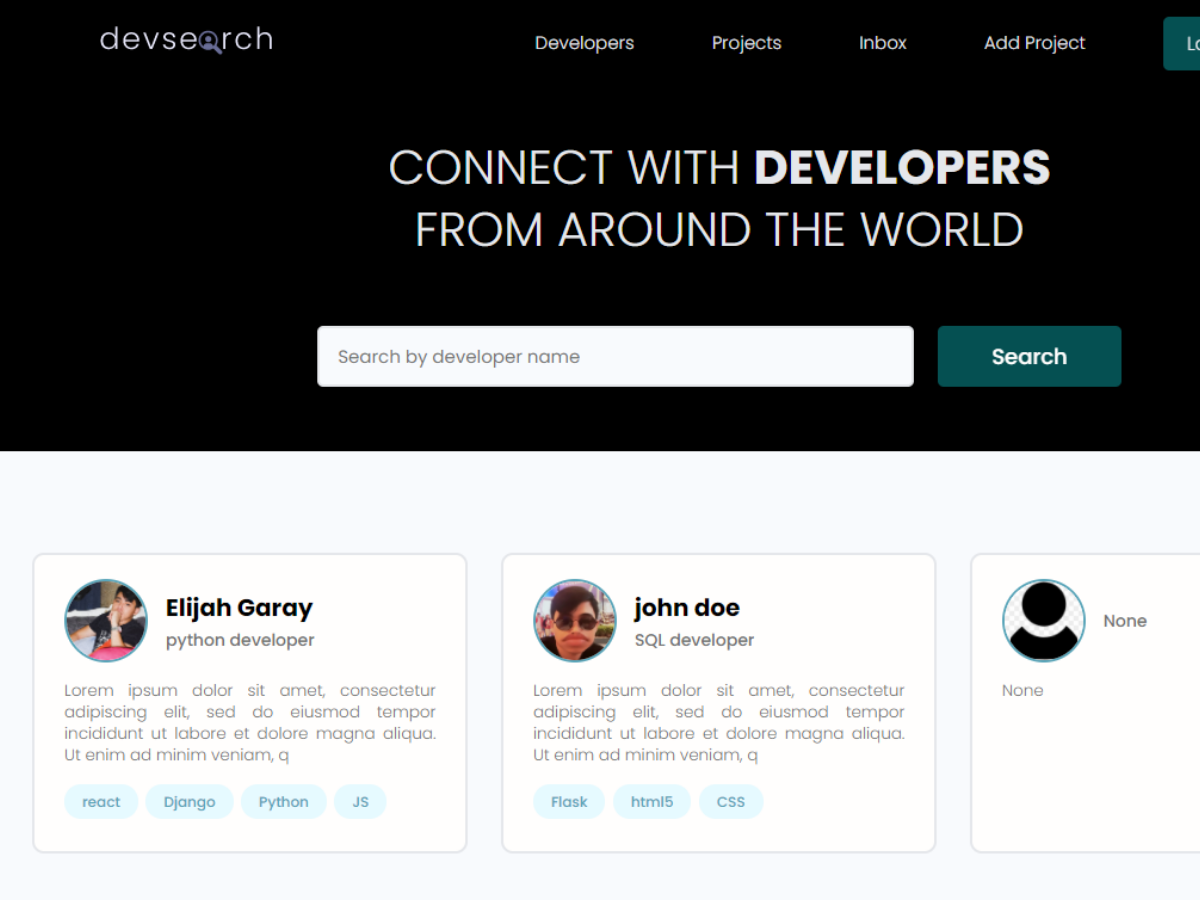 devsearch
Developers
Projects
Inbox
Add Project
CONNECT WITH DEVELOPERS
FROM AROUND THE WORLD
Search by developer name
Search
Elijah Garay
python developer
Lorem ipsum dolor sit amet, consectetur
adipiscing elit, sed do eiusmod tempor
incididunt ut labore et dolore magna aliqua.
Ut enim ad minim veniam, q
react
Django
Python
JS
john doe
SQL developer
Lorem ipsum dolor sit amet, consectetur
adipiscing elit, sed do eiusmod tempor
incididunt ut labore et dolore magna aliqua.
Ut enim ad minim veniam, q
Flask
html5
CSS
None
None